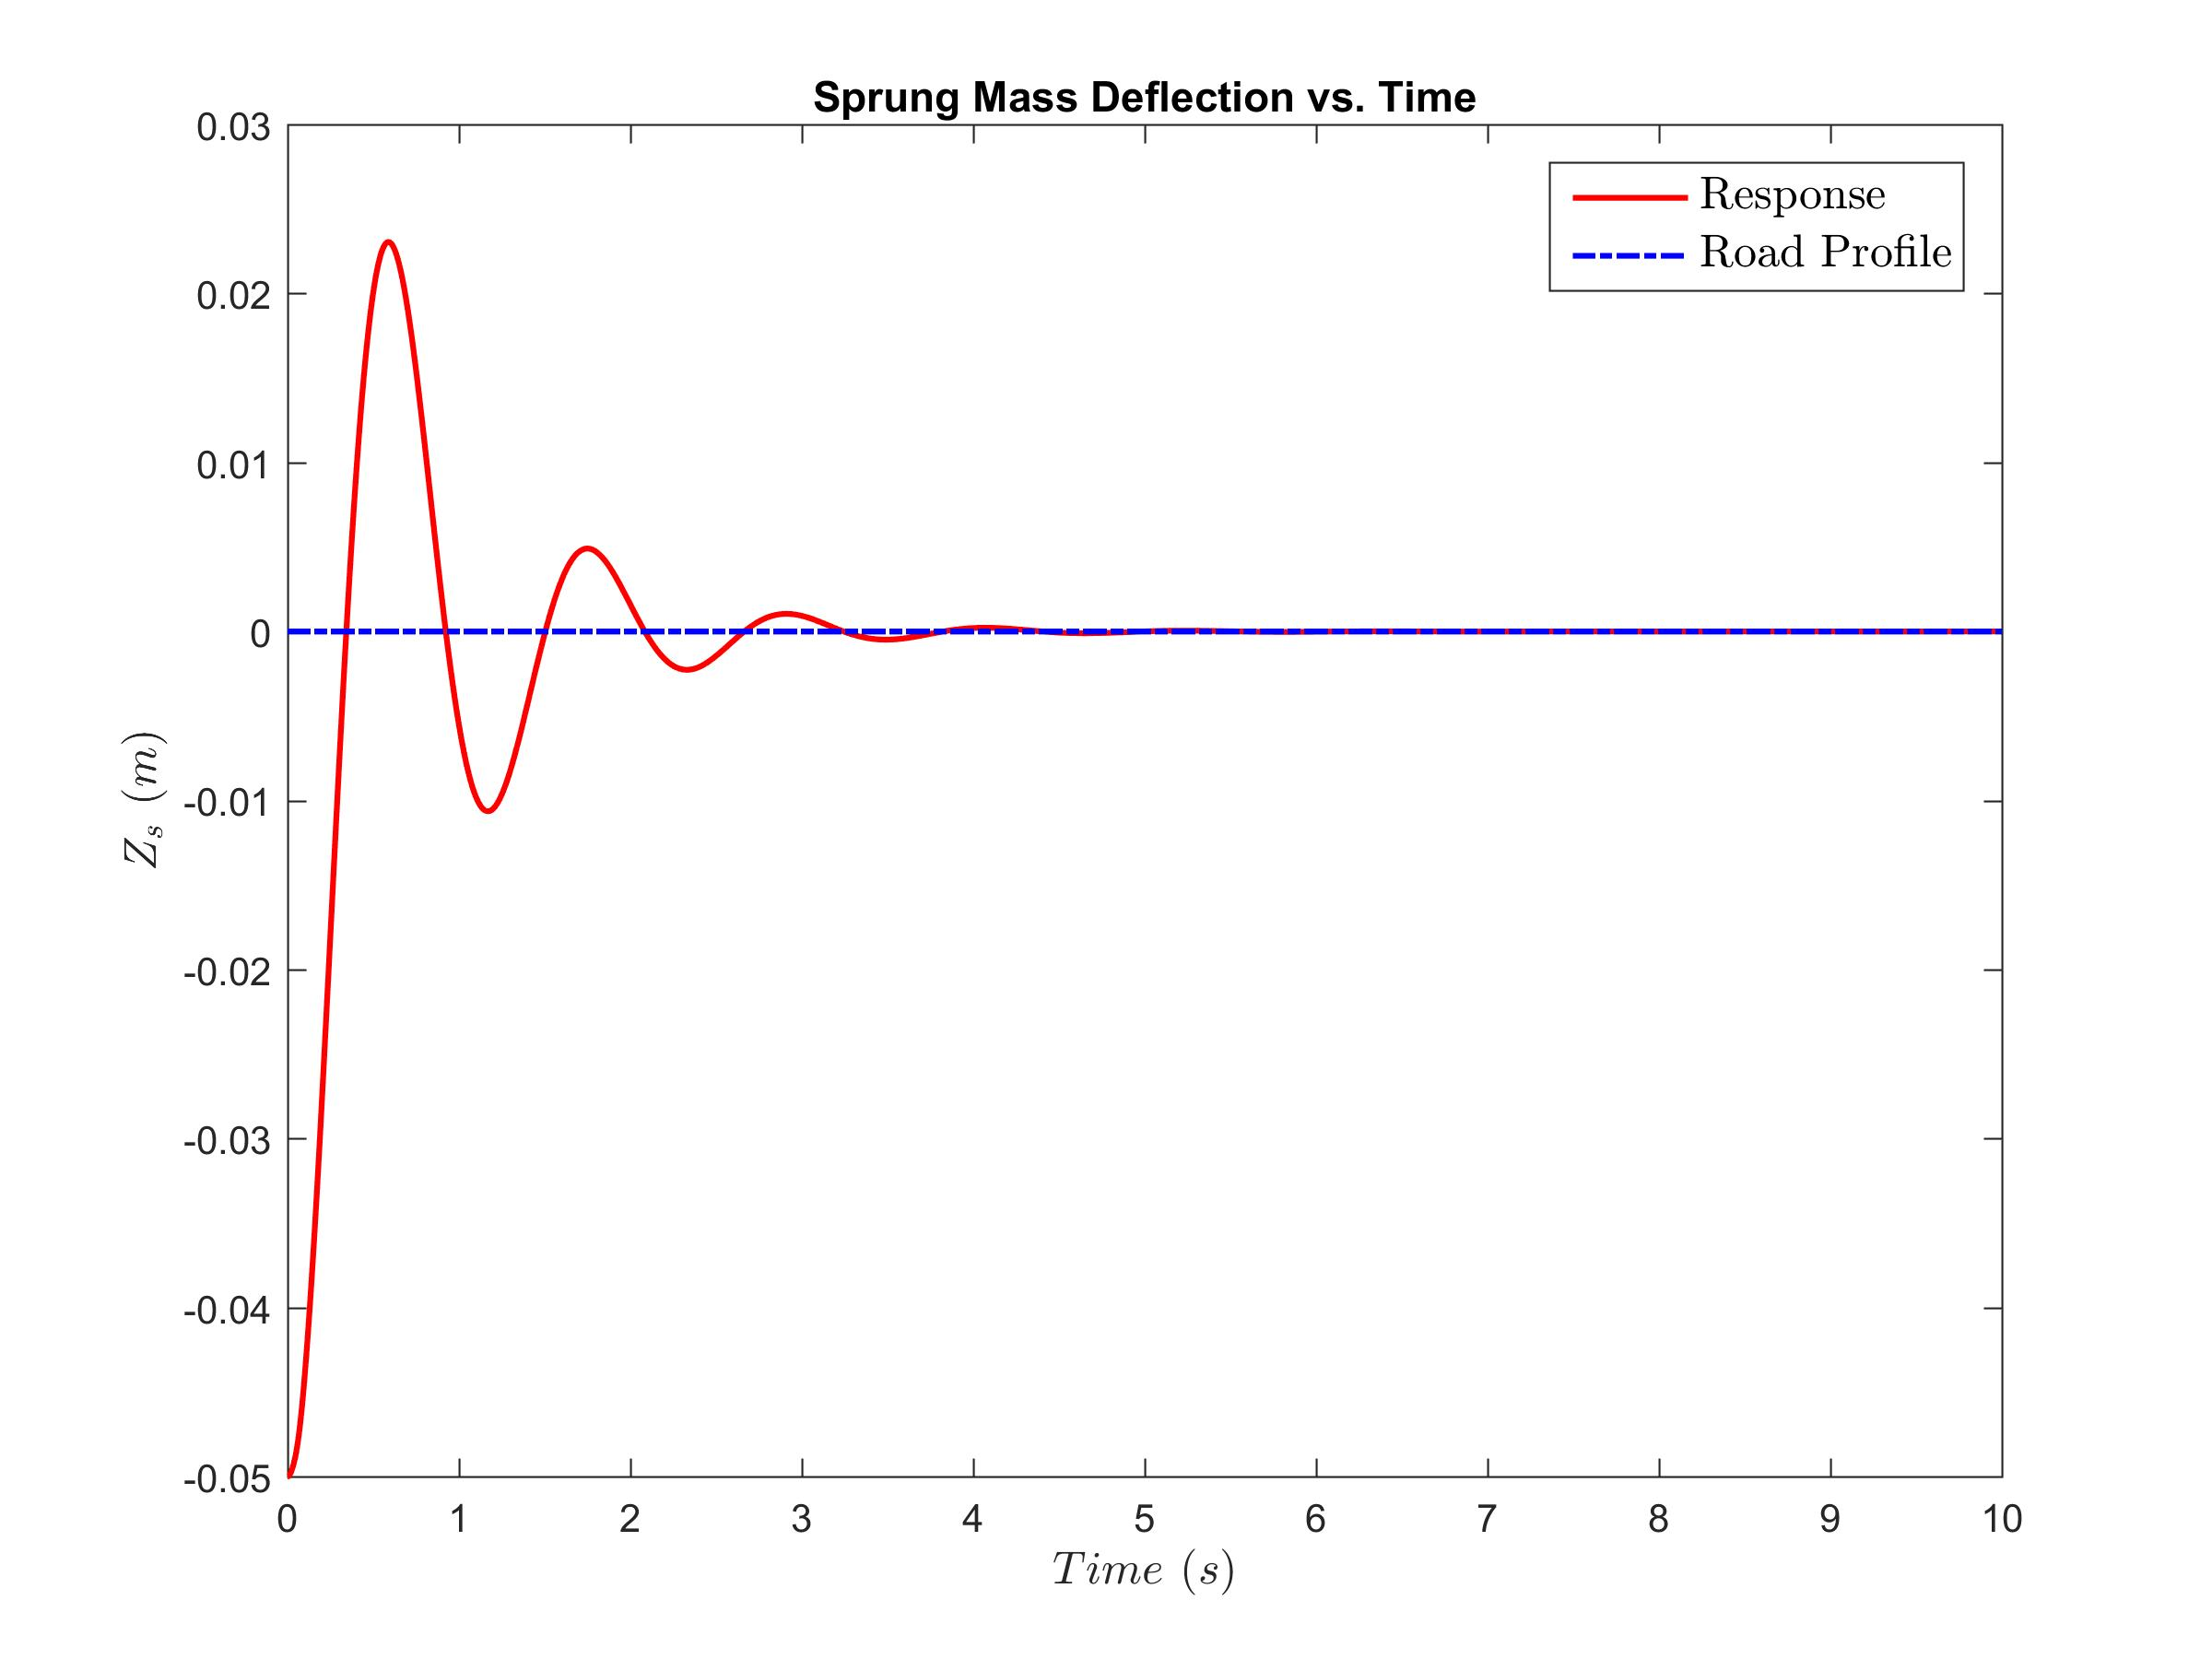 Sprung Mass Deflection vs. Time
0.03
0.02
0.01
0
-0.01
-0.02
-0.03
-0.04
-0.05
Z_s (m)
Response
Road Profile
0 1 2 3 4 5 6 7 8 9 10
Time (s)